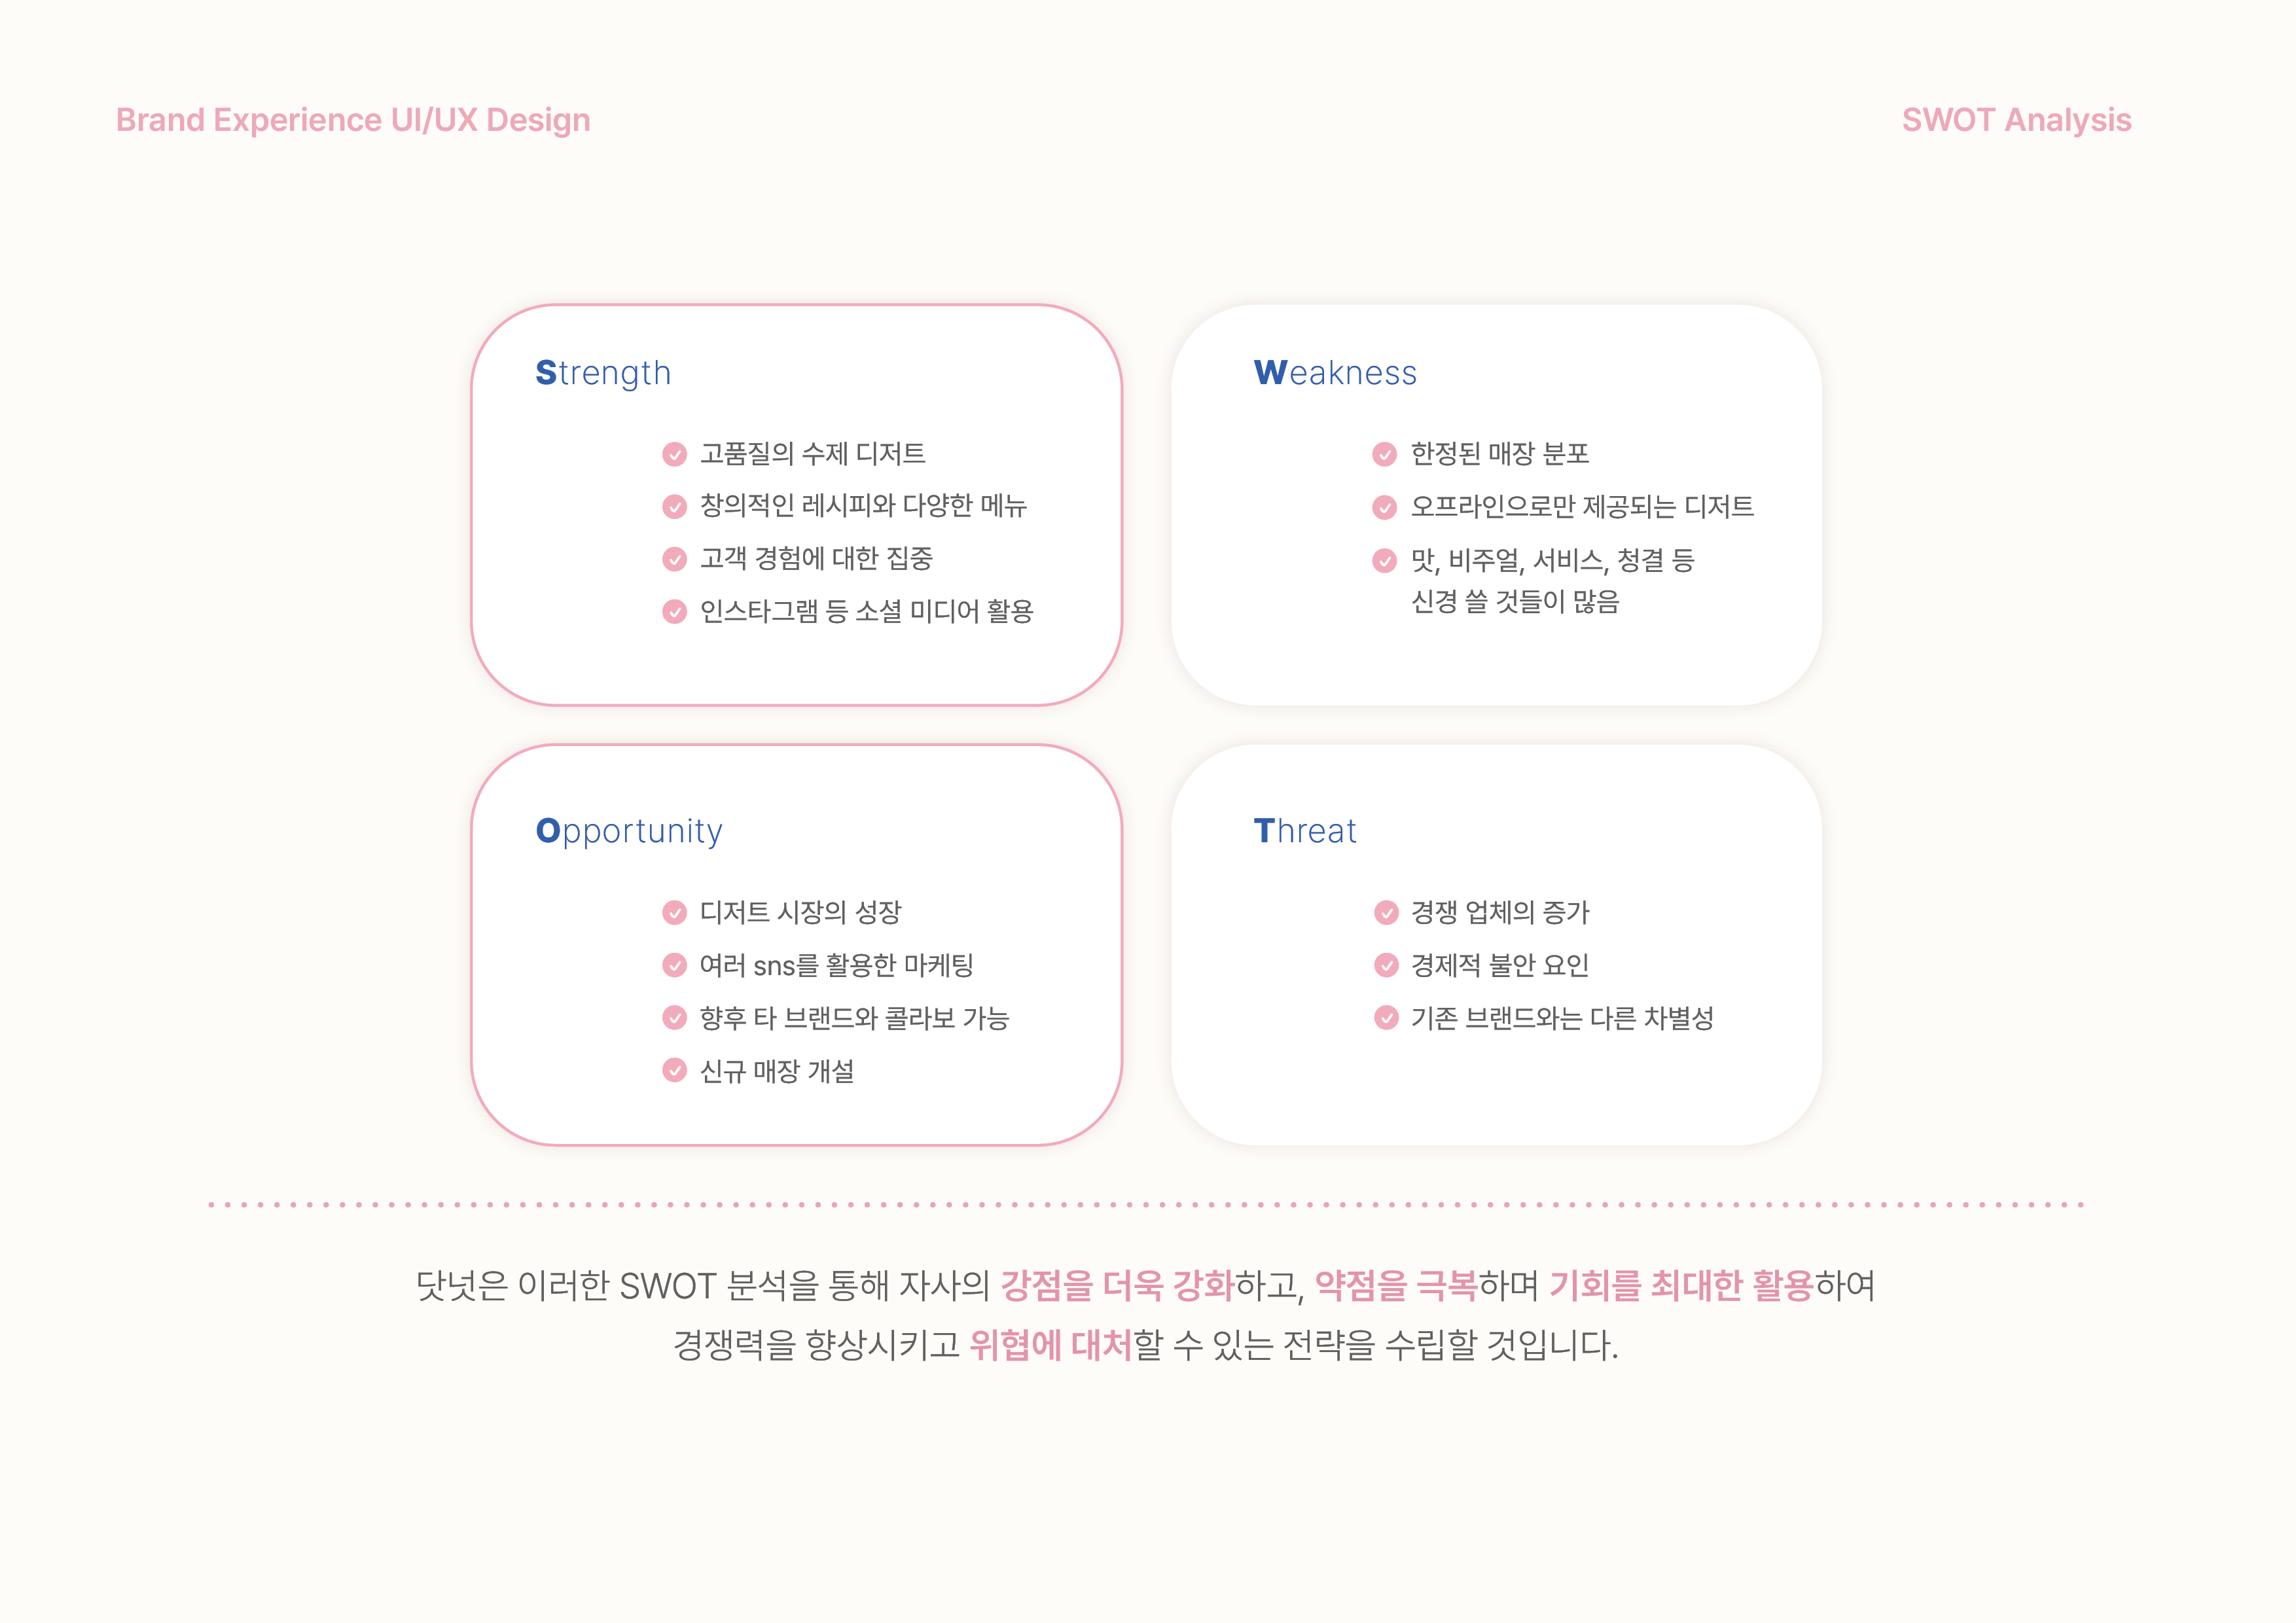 Brand Experience UI/UX Design
SWOT Analysis
Strength
고품질의 수제 디저트
창의적인 레시피와 다양한 메뉴
고객 경험에 대한 집중
인스타그램 등 소셜 미디어 활용
Weakness
한정된 매장 분포
오프라인으로만 제공되는 디저트
맛, 비주얼, 서비스, 청결 등
신경 쓸 것들이 많음
Opportunity
디저트 시장의 성장
여러 sns를 활용한 마케팅
향후 타 브랜드와 콜라보 가능
신규 매장 개설
Threat
경쟁 업체의 증가
경제적 불안 요인
기존 브랜드와는 다른 차별성
닷넛은 이러한 SWOT 분석을 통해 자사의 강점을 더욱 강화하고, 약점을 극복하며 기회를 최대한 활용하여
경쟁력을 향상시키고 위협에 대처할 수 있는 전략을 수립할 것입니다.